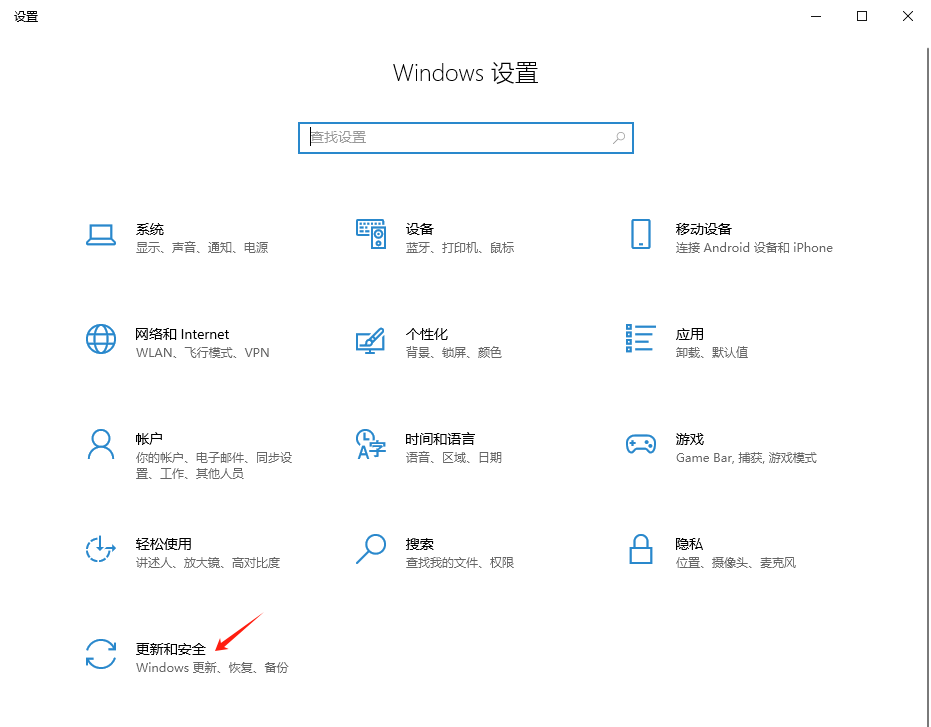 设置
Windows 设置
查找设置
系统
显示、声音、通知、电源
设备
蓝牙、打印机、鼠标
移动设备
连接 Android 设备和 iPhone
网络和 Internet
WLAN、飞行模式、VPN
个性化
背景、锁屏、颜色
应用
卸载、默认值
帐户
你的帐户、电子邮件、同步设
置、工作、其他人员
时间和语言
语音、区域、日期
游戏
Game Bar, 捕获, 游戏模式
轻松使用
讲述人、放大镜、高对比度
搜索
查找我的文件、权限
隐私
位置、摄像头、麦克风
更新和安全
Windows 更新、恢复、备份